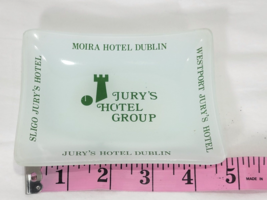 MOIRA HOTEL DUBLIN
SLIGO JURY'S HOTEL
WESTPORT JURY'S HOTEL
JURY'S
HOTEL
GROUP
JURY'S HOTEL DUBLIN
1 2 3 4 5